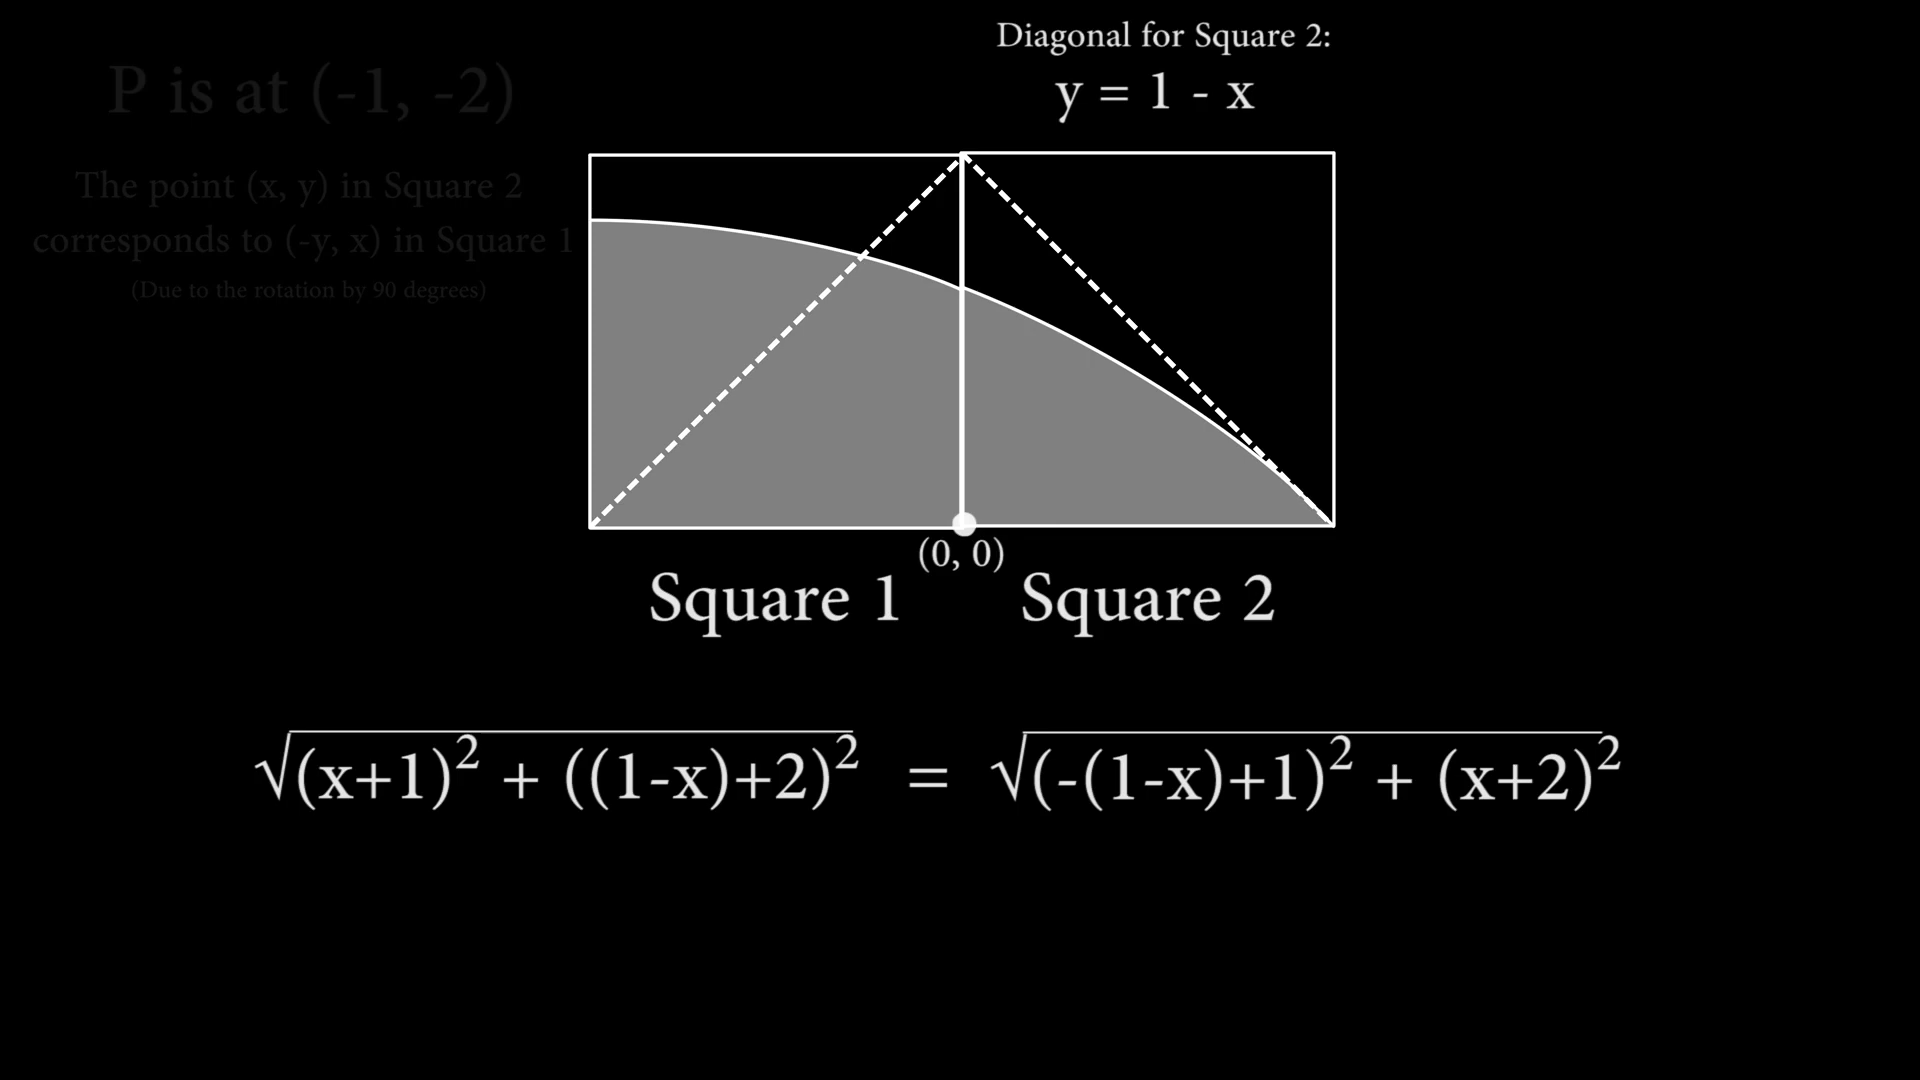 Diagonal for Square 2:
y = 1 - x
P is at (-1, -2)
The point (x, y) in Square 2
corresponds to (-y, x) in Square 1
(Due to the rotation by 90 degrees)
(0, 0)
Square 1 Square 2
√(x+1)² + ((1-x)+2)² = √(-(1-x)+1)² + (x+2)²